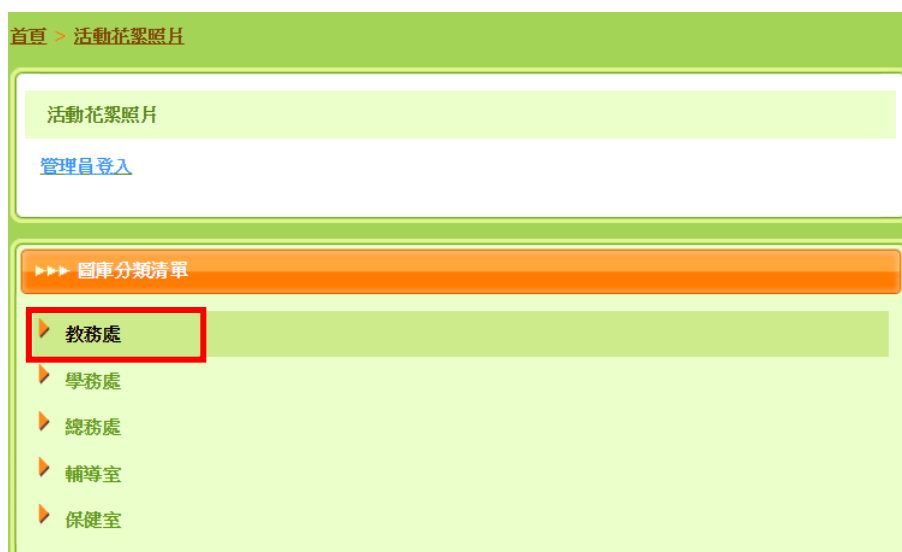 首頁 > 活動花絮照片
活動花絮照片
管理員登入
圖庫分類清單
教務處
學務處
總務處
輔導室
保健室